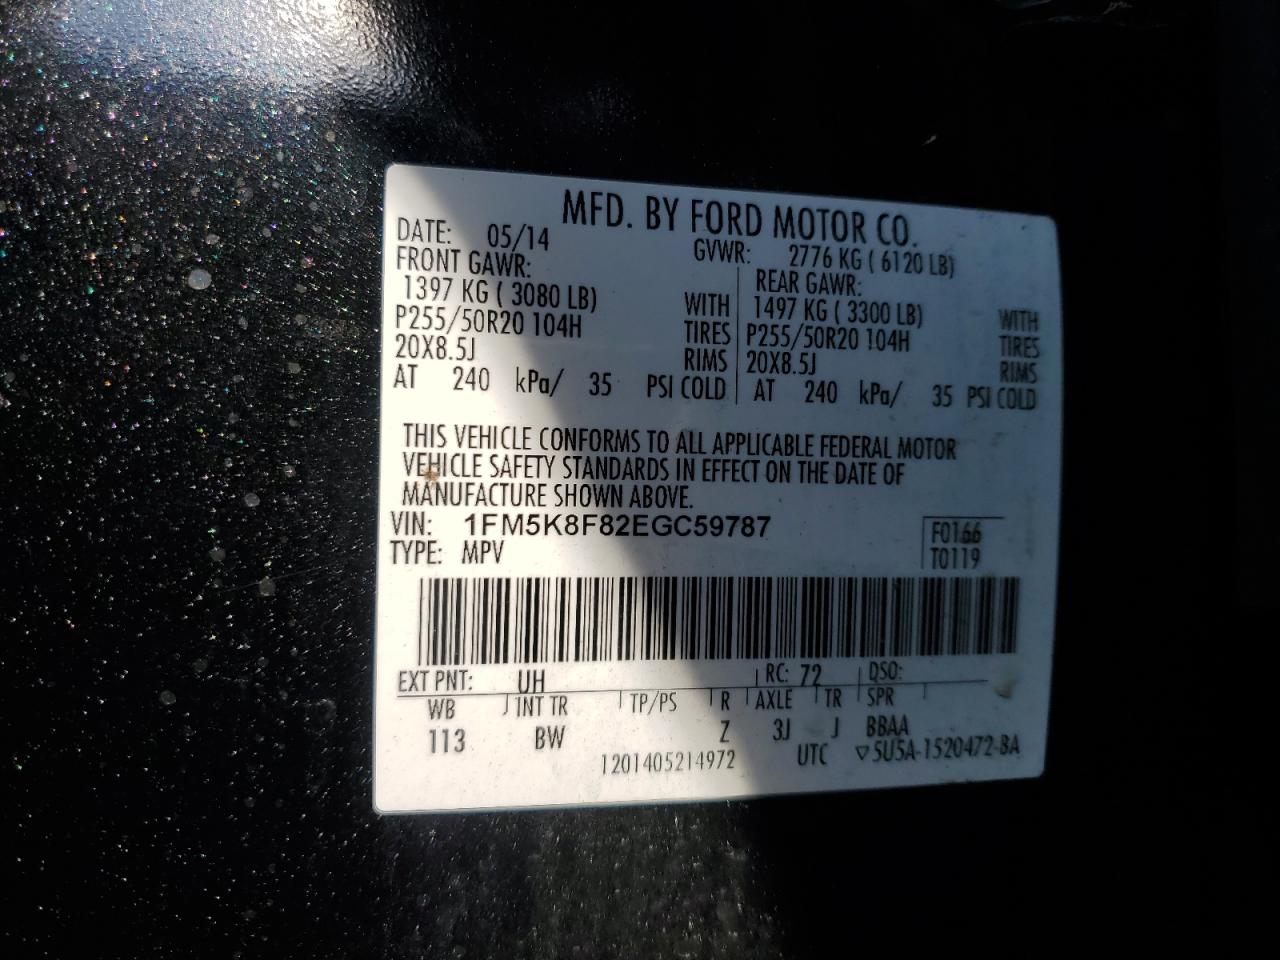 MFD. BY FORD MOTOR CO.
DATE: 05/14 GVWR: 2776 KG ( 6120 LB)
FRONT GAWR: REAR GAWR:
1397 KG ( 3080 LB) WITH 1497 KG ( 3300 LB) WITH
P255/50R20 104H TIRES P255/50R20 104H TIRES
20X8.5J RIMS 20X8.5J RIMS
AT 240 kPa/ 35 PSI COLD AT 240 kPa/ 35 PSI COLD
THIS VEHICLE CONFORMS TO ALL APPLICABLE FEDERAL MOTOR
VEHICLE SAFETY STANDARDS IN EFFECT ON THE DATE OF
MANUFACTURE SHOWN ABOVE.
VIN: 1FM5K8F82EGC59787 F0166
TYPE: MPV T0119
EXT PNT: UH RC: 72 DSO:
WB INT TR TP/PS R AXLE TR SPR
113 BW Z 3J J BBAA
1201405214972 UTC ▽5U5A-1520472-BA